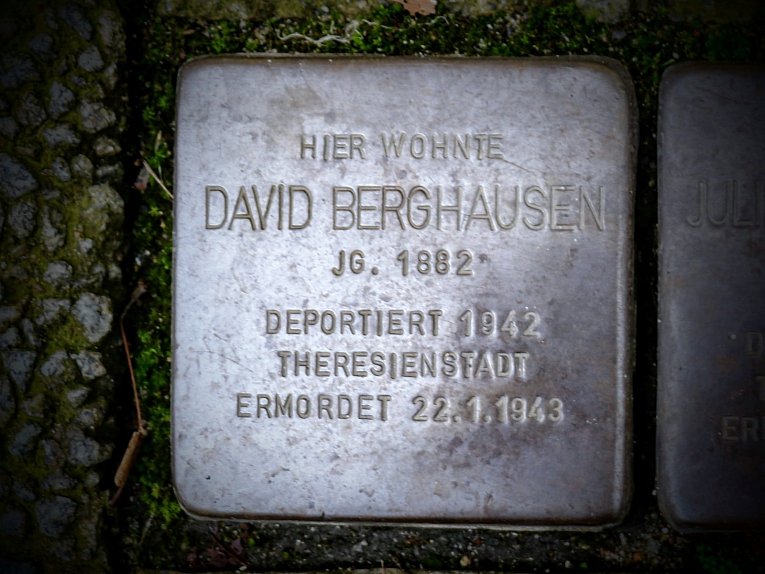 HIER WOHNTE
DAVID BERGHAUSEN
JG. 1882
DEPORTIERT 1942
THERESIENSTADT
ERMORDET 22.1.1943